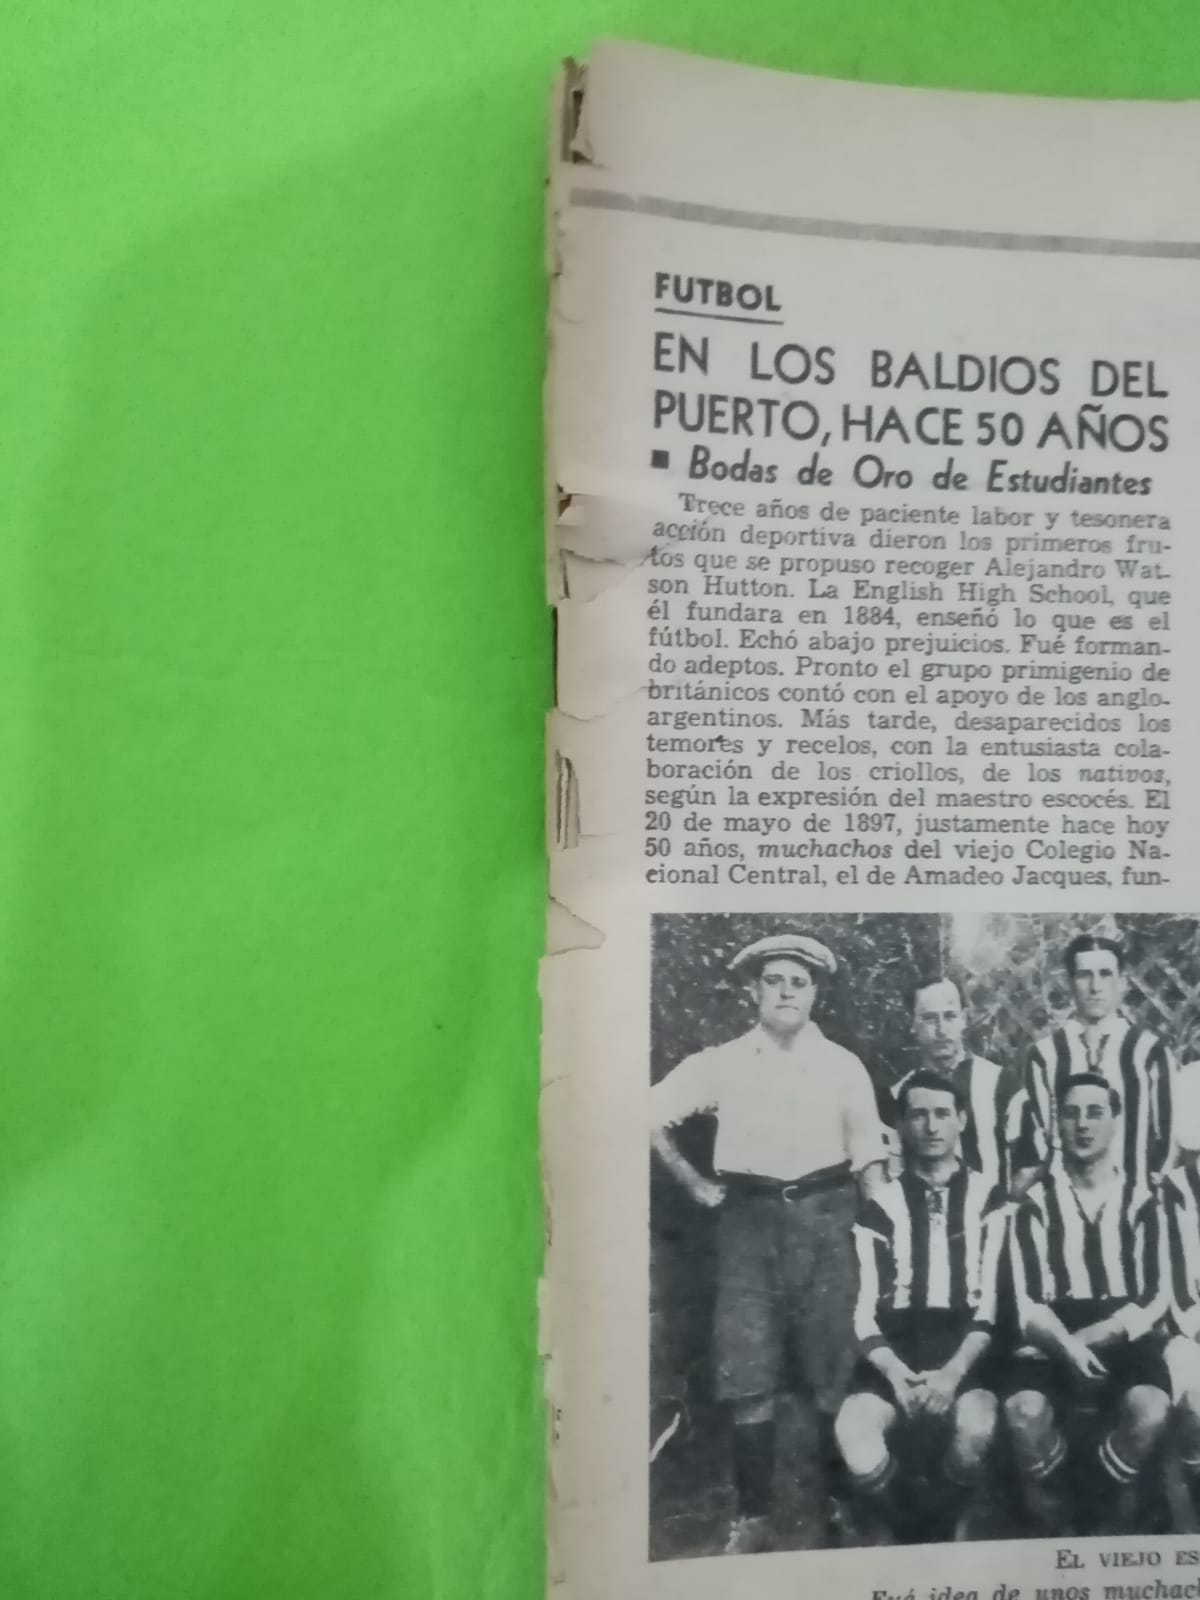 FUTBOL
EN LOS BALDIOS DEL
PUERTO, HACE 50 AÑOS
▪ Bodas de Oro de Estudiantes
Trece años de paciente labor y tesonera
acción deportiva dieron los primeros fru-
tos que se propuso recoger Alejandro Wat-
son Hutton. La English High School, que
él fundara en 1884, enseñó lo que es el
fútbol. Echó abajo prejuicios. Fué forman-
do adeptos. Pronto el grupo primigenio de
británicos contó con el apoyo de los anglo-
argentinos. Más tarde, desaparecidos los
temores y recelos, con la entusiasta cola-
boración de los criollos, de los nativos,
según la expresión del maestro escocés. El
20 de mayo de 1897, justamente hace hoy
50 años, muchachos del viejo Colegio Na-
cional Central, el de Amadeo Jacques, fun-
EL VIEJO ES
Fué idea de unos muchach